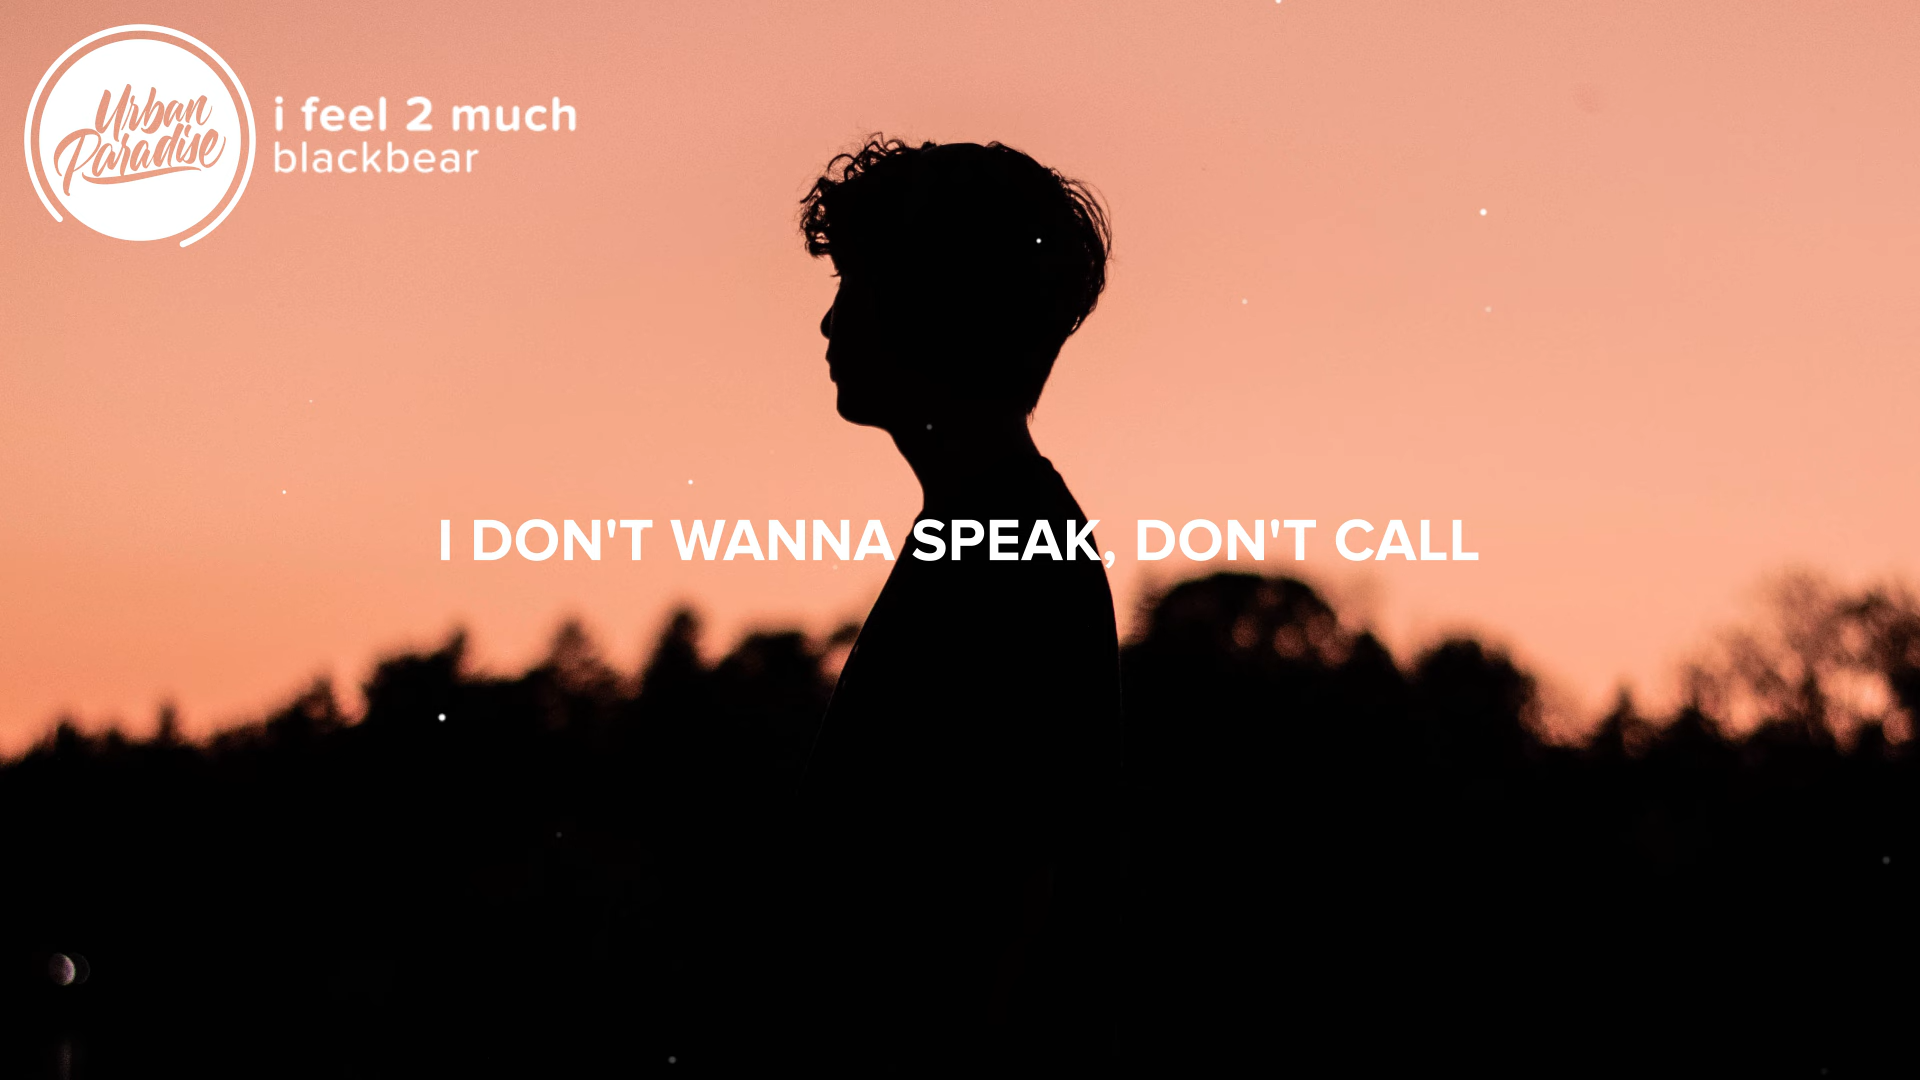 Urban
Paradise
i feel 2 much
blackbear
I DON'T WANNA SPEAK, DON'T CALL